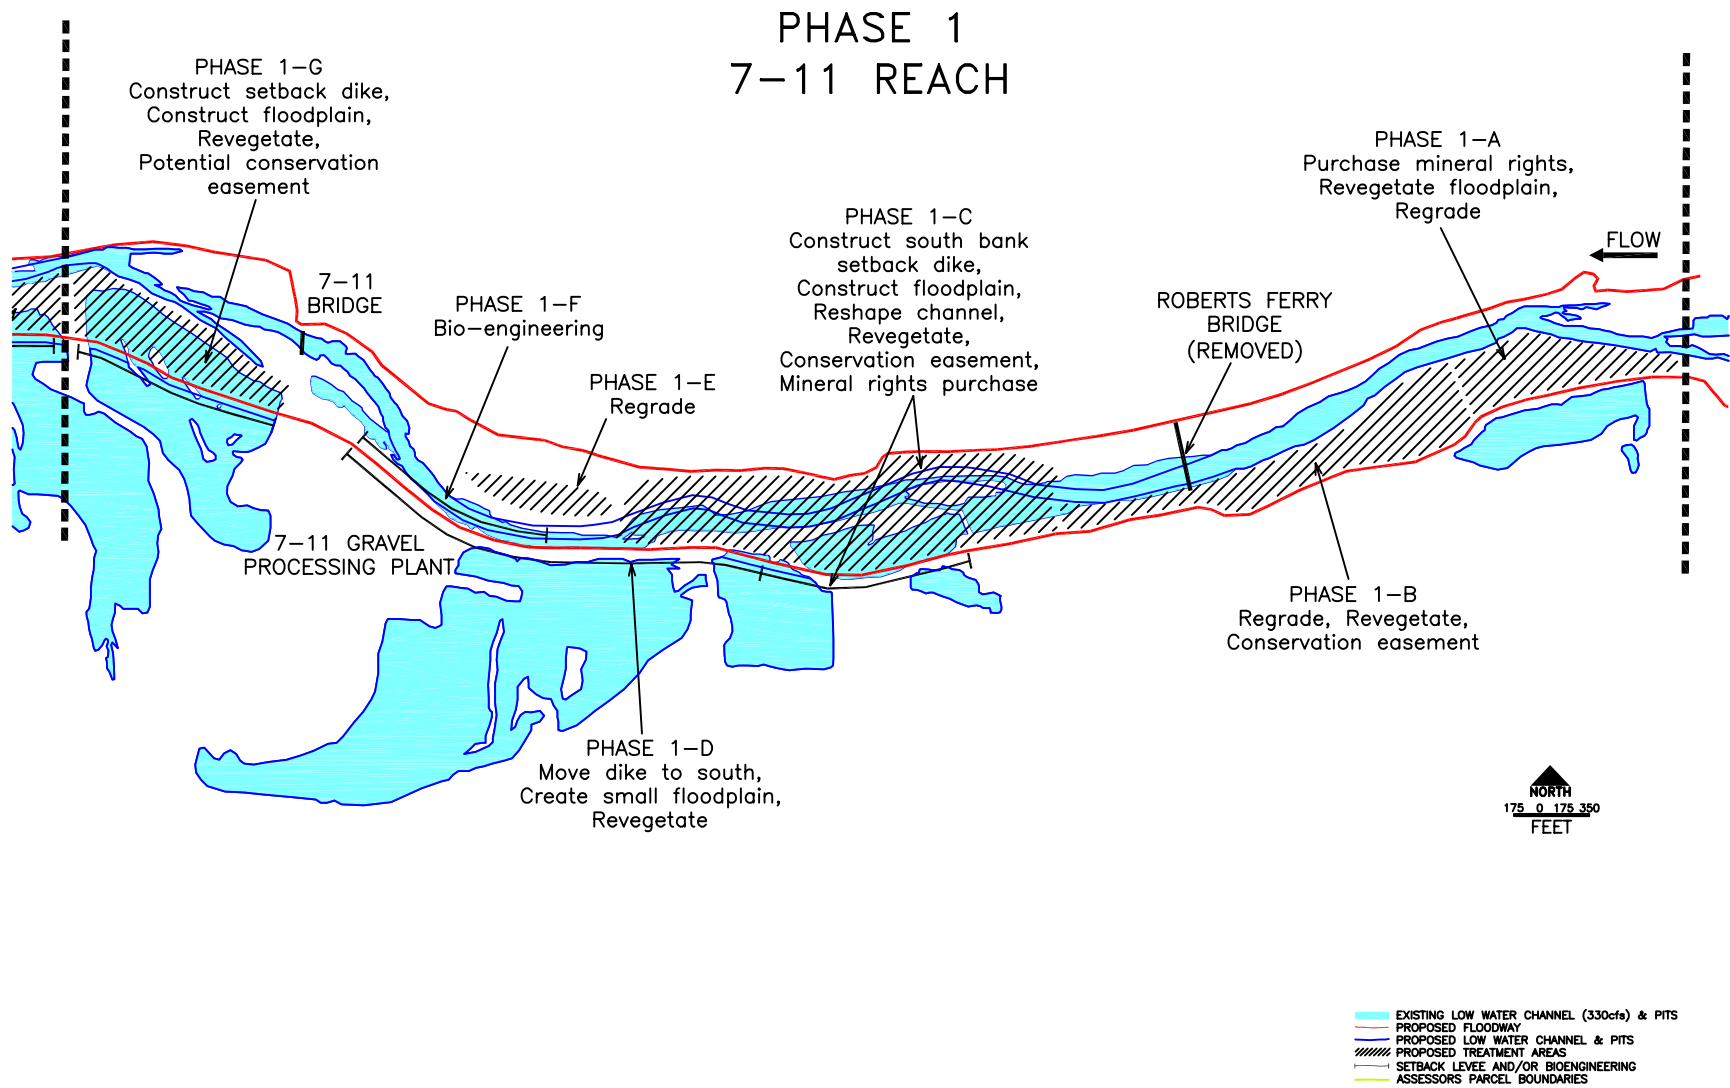 PHASE 1
7-11 REACH
PHASE 1-G
Construct setback dike,
Construct floodplain,
Revegetate,
Potential conservation
easement
7-11
BRIDGE
PHASE 1-F
Bio-engineering
PHASE 1-E
Regrade
PHASE 1-C
Construct south bank
setback dike,
Construct floodplain,
Reshape channel,
Revegetate,
Conservation easement,
Mineral rights purchase
ROBERTS FERRY
BRIDGE
(REMOVED)
PHASE 1-A
Purchase mineral rights,
Revegetate floodplain,
Regrade
FLOW
7-11 GRAVEL
PROCESSING PLANT
PHASE 1-B
Regrade, Revegetate,
Conservation easement
PHASE 1-D
Move dike to south,
Create small floodplain,
Revegetate
NORTH
175 0 175 350
FEET
EXISTING LOW WATER CHANNEL (330cfs) & PITS
PROPOSED FLOODWAY
PROPOSED LOW WATER CHANNEL & PITS
PROPOSED TREATMENT AREAS
SETBACK LEVEE AND/OR BIOENGINEERING
ASSESSORS PARCEL BOUNDARIES